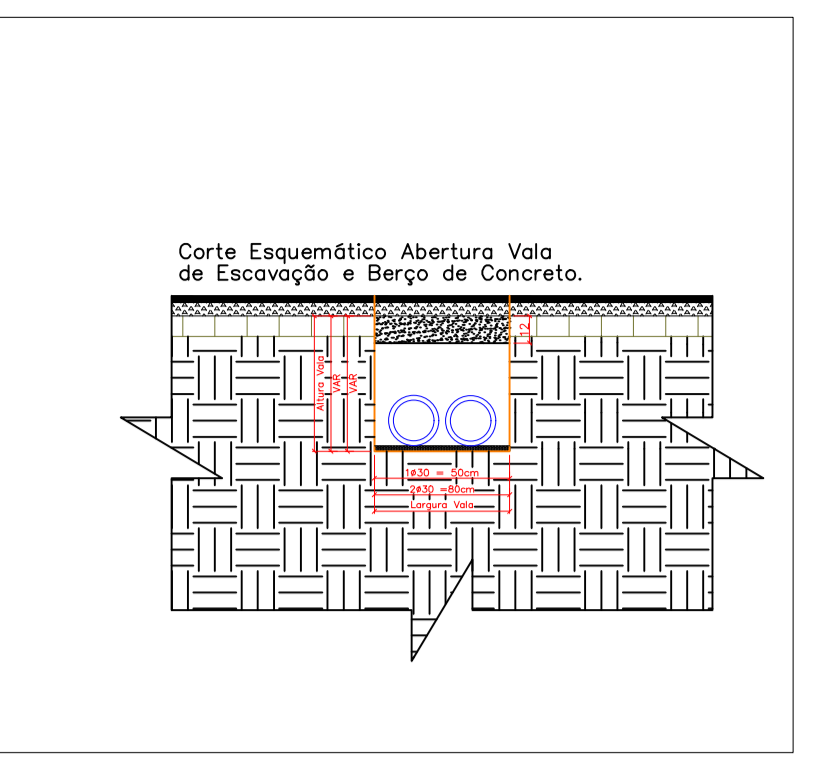 Corte Esquemático Abertura Vala
de Escavação e Berço de Concreto.
12
Altura Vala
VAR
VAR
1ø30 = 50cm
2ø30 =80cm
Largura Vala